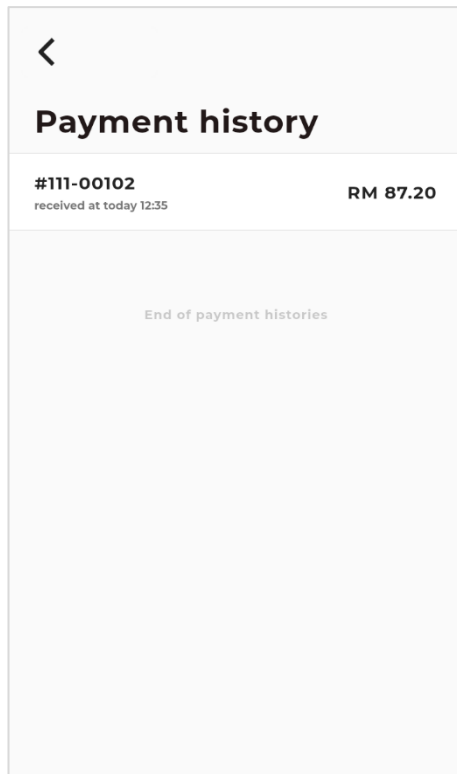 Payment history
#111-00102
received at today 12:35
RM 87.20
End of payment histories